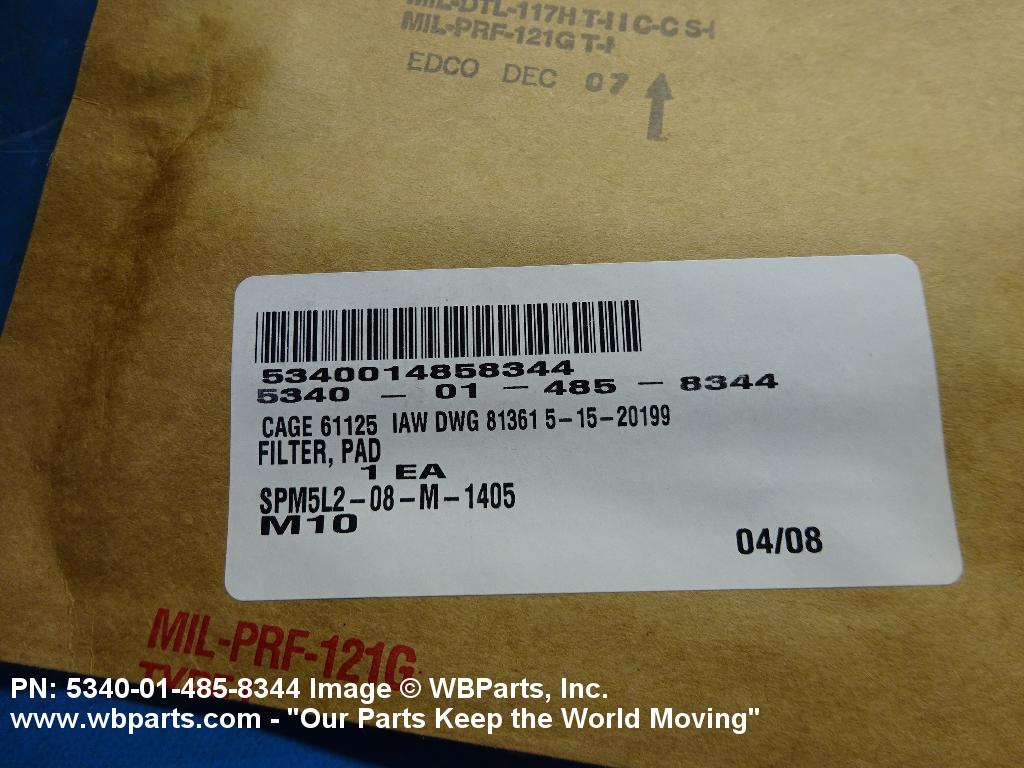 MIL-DTL-117H T-I I C-C S-I
MIL-PRF-121G T-I
EDCO DEC 07
5340014858344
5340 - 01 - 485 - 8344
CAGE 61125 IAW DWG 81361 5-15-20199
FILTER, PAD
1 EA
SPM5L2-08-M-1405
M10
04/08
MIL-PRF-121G
TYPE
PN: 5340-01-485-8344 Image © WBParts, Inc.
www.wbparts.com - "Our Parts Keep the World Moving"